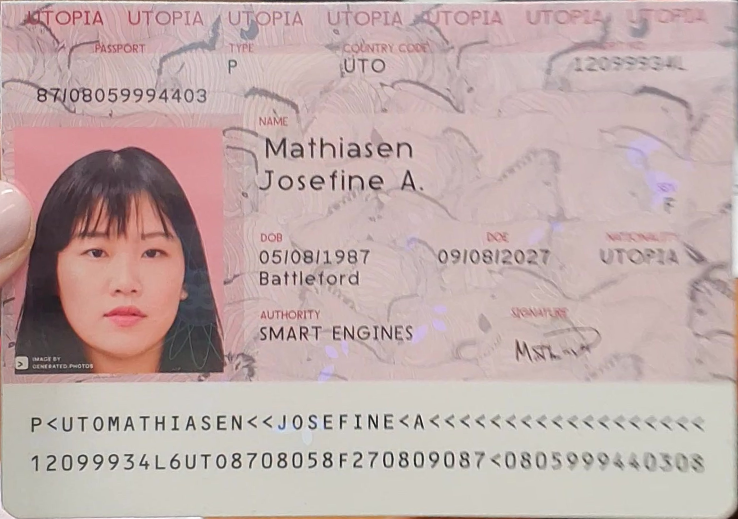 UTOPIA UTOPIA UTOPIA UTOPIA UTOPIA UTOPIA UTOPIA
PASSPORT TYPE COUNTRY CODE
P UTO 12099934L
87/08059994403
NAME
Mathiasen
Josefine A.
F
DOB DOE NATIONALITY
05/08/1987 09/08/2027 UTOPIA
Battleford
AUTHORITY SIGNATURE
SMART ENGINES
IMAGE BY
GENERATED.PHOTOS
P<UTOMATHIASEN<<JOSEFINE<A<<<<<<<<<<<<<<<<<<
12099934L6UTO8708058F270809087<0805999440308